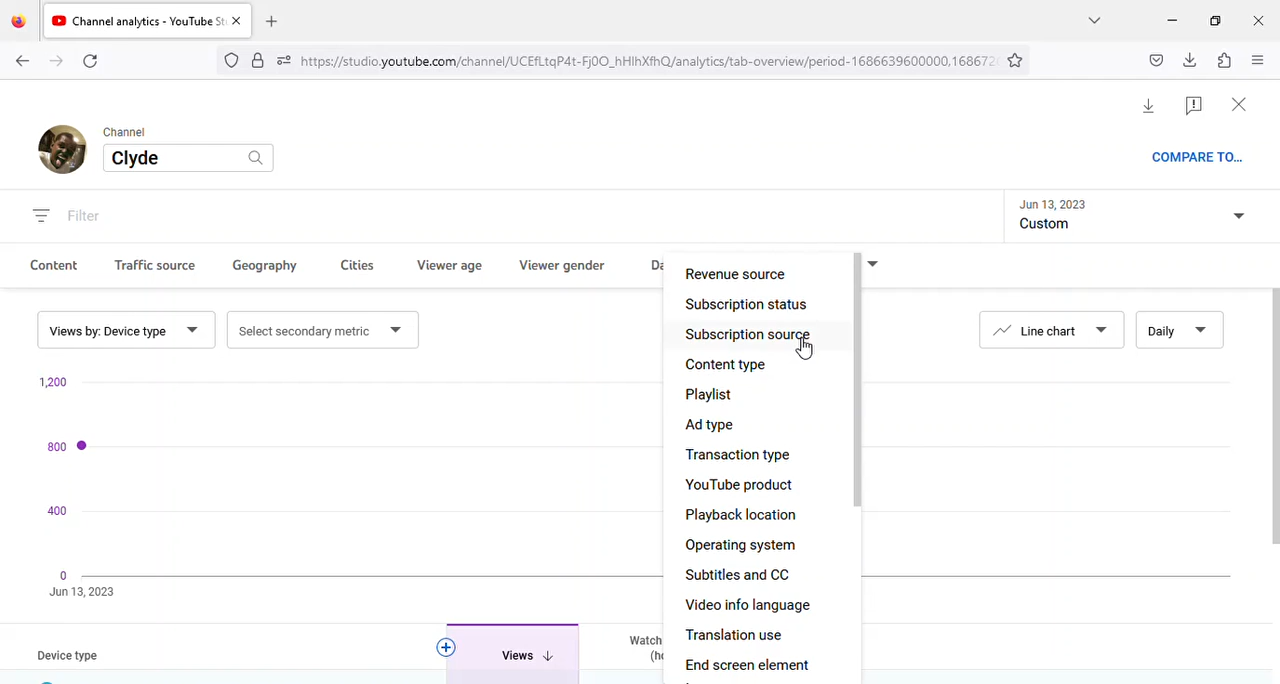 Channel analytics - YouTube St
https://studio.youtube.com/channel/UCEfLtqP4t-Fj0O_hHlhXfhQ/analytics/tab-overview/period-1686639600000,168672
Channel
Clyde
COMPARE TO...
Filter
Jun 13, 2023
Custom
Content
Traffic source
Geography
Cities
Viewer age
Viewer gender
Da
Revenue source
Subscription status
Subscription source
Content type
Playlist
Ad type
Transaction type
YouTube product
Playback location
Operating system
Subtitles and CC
Video info language
Translation use
End screen element
Views by: Device type
Select secondary metric
Line chart
Daily
1,200
800
400
0
Jun 13, 2023
Device type
Views
Watch
(ho